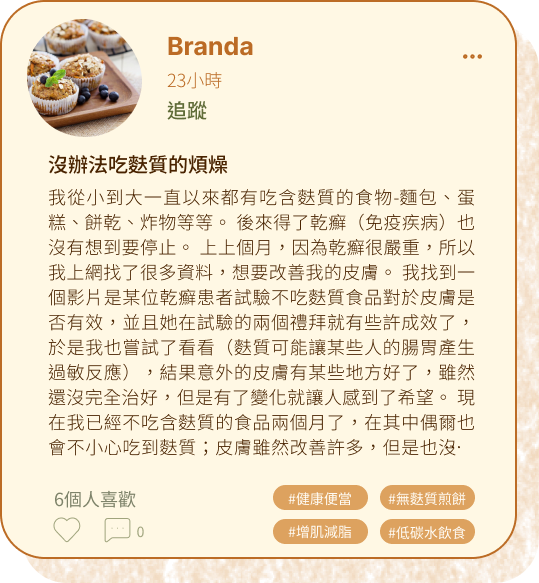 Branda
23小時
追蹤
沒辦法吃麩質的煩燥
我從小到大一直以來都有吃含麩質的食物-麵包、蛋
糕、餅乾、炸物等等。 後來得了乾癬（免疫疾病）也
沒有想到要停止。 上上個月，因為乾癬很嚴重，所以
我上網找了很多資料，想要改善我的皮膚。 我找到一
個影片是某位乾癬患者試驗不吃麩質食品對於皮膚是
否有效，並且她在試驗的兩個禮拜就有些許成效了，
於是我也嘗試了看看（麩質可能讓某些人的腸胃產生
過敏反應），結果意外的皮膚有某些地方好了，雖然
還沒完全治好，但是有了變化就讓人感到了希望。 現
在我已經不吃含麩質的食品兩個月了，在其中偶爾也
會不小心吃到麩質；皮膚雖然改善許多，但是也沒·
6個人喜歡
#健康便當 #無麩質煎餅
0
#增肌減脂 #低碳水飲食